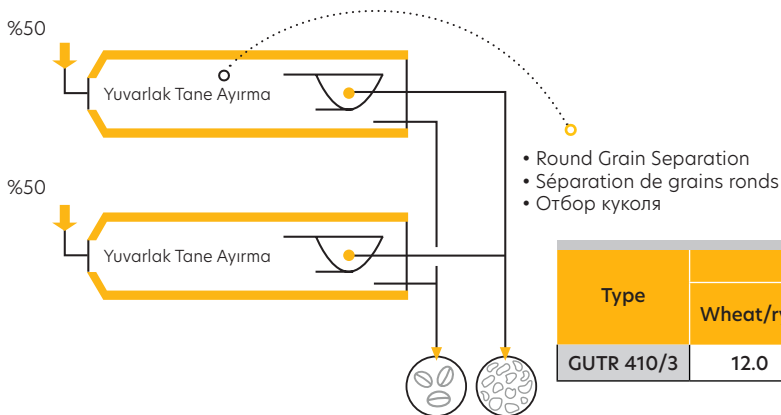 %50
Yuvarlak Tane Ayırma
• Round Grain Separation
• Séparation de grains ronds
• Отбор куколя
%50
Yuvarlak Tane Ayırma
Type
Wheat/r
GUTR 410/3
12.0